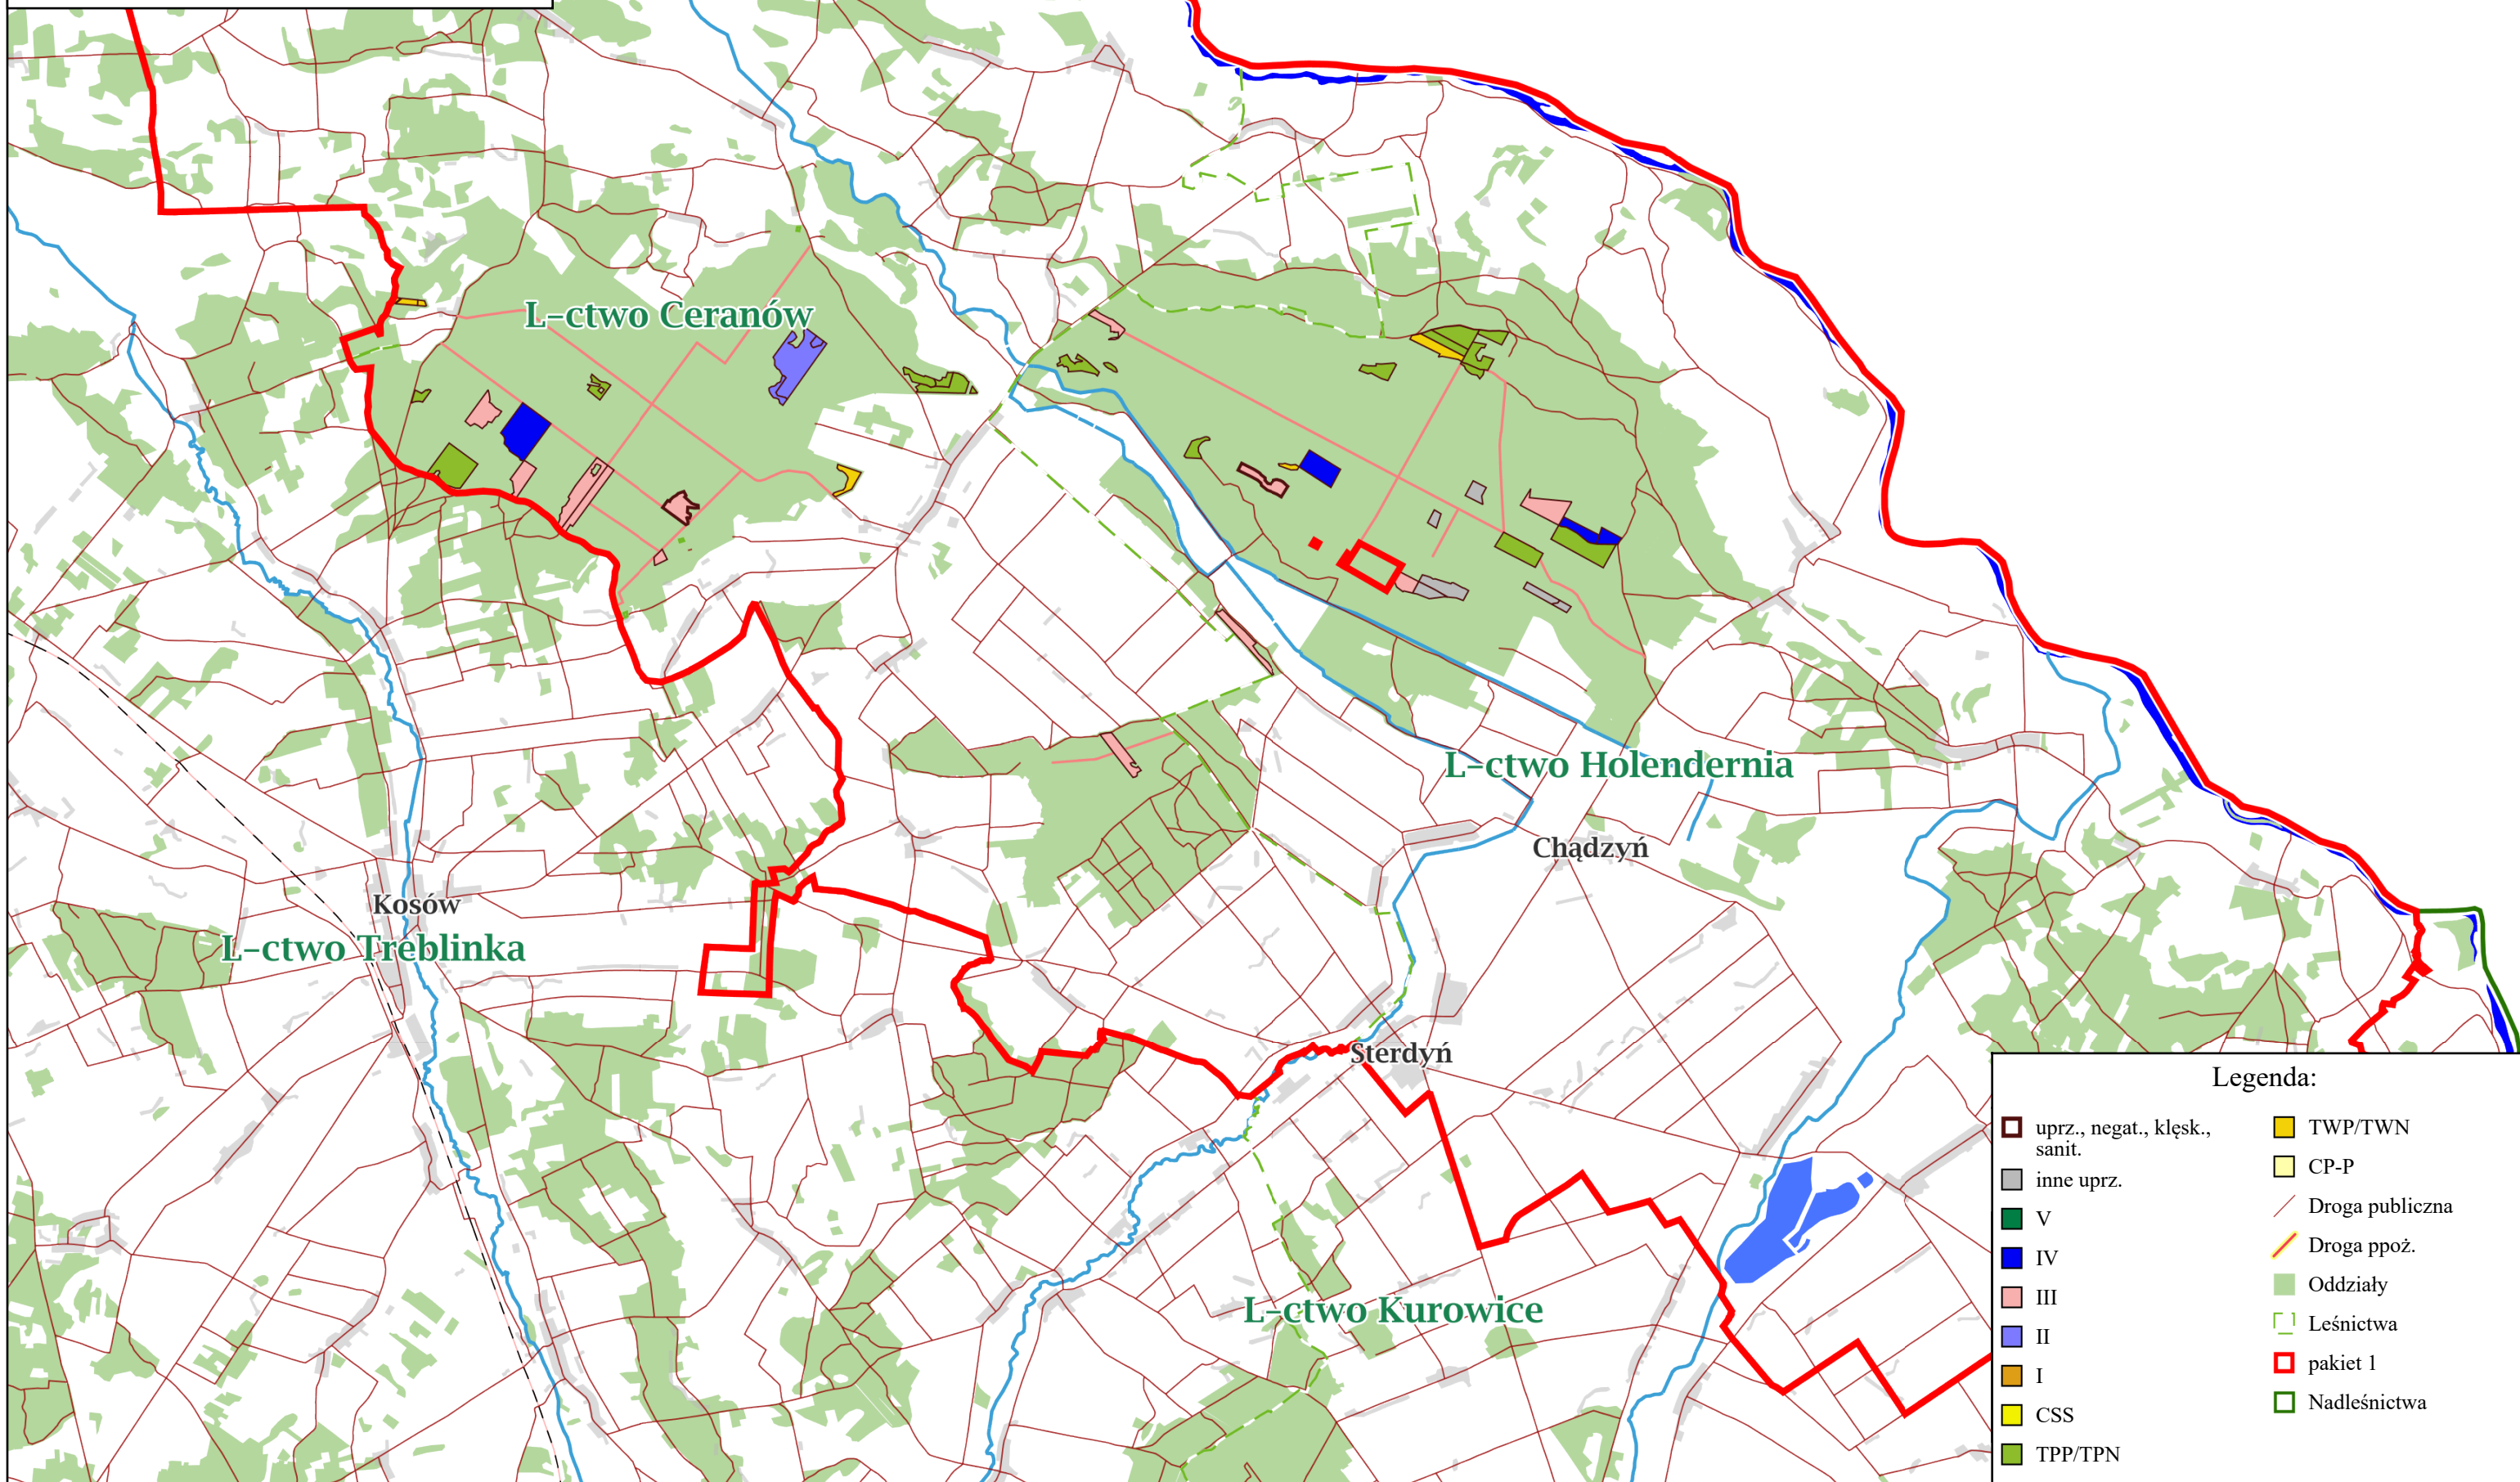 L-ctwo Ceranów
L-ctwo Holendernia
Chądzyń
Kosów
L-ctwo Treblinka
Sterdyń
L-ctwo Kurowice
Legenda:
uprz., negat., klęsk.,
sanit.
inne uprz.
V
IV
III
II
I
CSS
TPP/TPN
TWP/TWN
CP-P
Droga publiczna
Droga ppoż.
Oddziały
Leśnictwa
pakiet 1
Nadleśnictwa